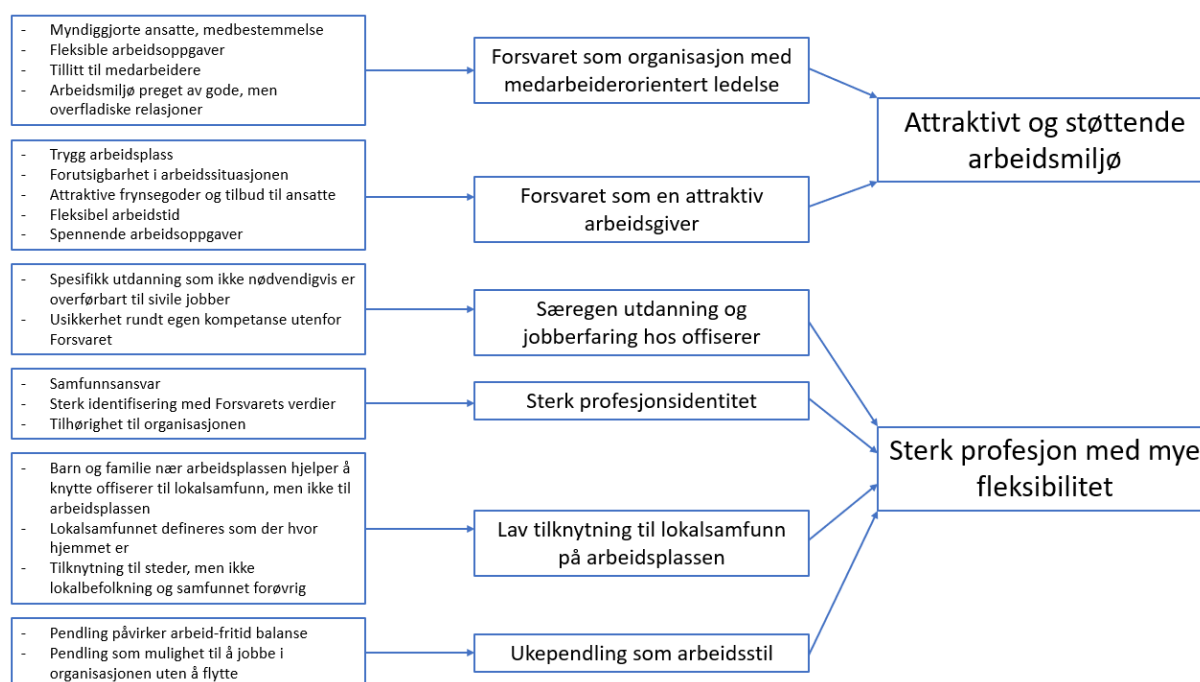 - Myndiggjorte ansatte, medbestemmelse
- Fleksible arbeidsoppgaver
- Tillitt til medarbeidere
- Arbeidsmiljø preget av gode, men
overfladiske relasjoner
Forsvaret som organisasjon med
medarbeiderorientert ledelse
- Trygg arbeidsplass
- Forutsigbarhet i arbeidssituasjonen
- Attraktive frynsegoder og tilbud til ansatte
- Fleksibel arbeidstid
- Spennende arbeidsoppgaver
Forsvaret som en attraktiv
arbeidsgiver
Attraktivt og støttende
arbeidsmiljø
- Spesifikk utdanning som ikke nødvendigvis er
overførbart til sivile jobber
- Usikkerhet rundt egen kompetanse utenfor
Forsvaret
Særegen utdanning og
jobberfaring hos offiserer
- Samfunnsansvar
- Sterk identifisering med Forsvarets verdier
- Tilhørighet til organisasjonen
Sterk profesjonsidentitet
- Barn og familie nær arbeidsplassen hjelper å
knytte offiserer til lokalsamfunn, men ikke til
arbeidsplassen
- Lokalsamfunnet defineres som der hvor
hjemmet er
- Tilknytning til steder, men ikke
lokalbefolkning og samfunnet forøvrig
Lav tilknytning til lokalsamfunn
på arbeidsplassen
- Pendling påvirker arbeid-fritid balanse
- Pendling som mulighet til å jobbe i
organisasjonen uten å flytte
Ukependling som arbeidsstil
Sterk profesjon med mye
fleksibilitet